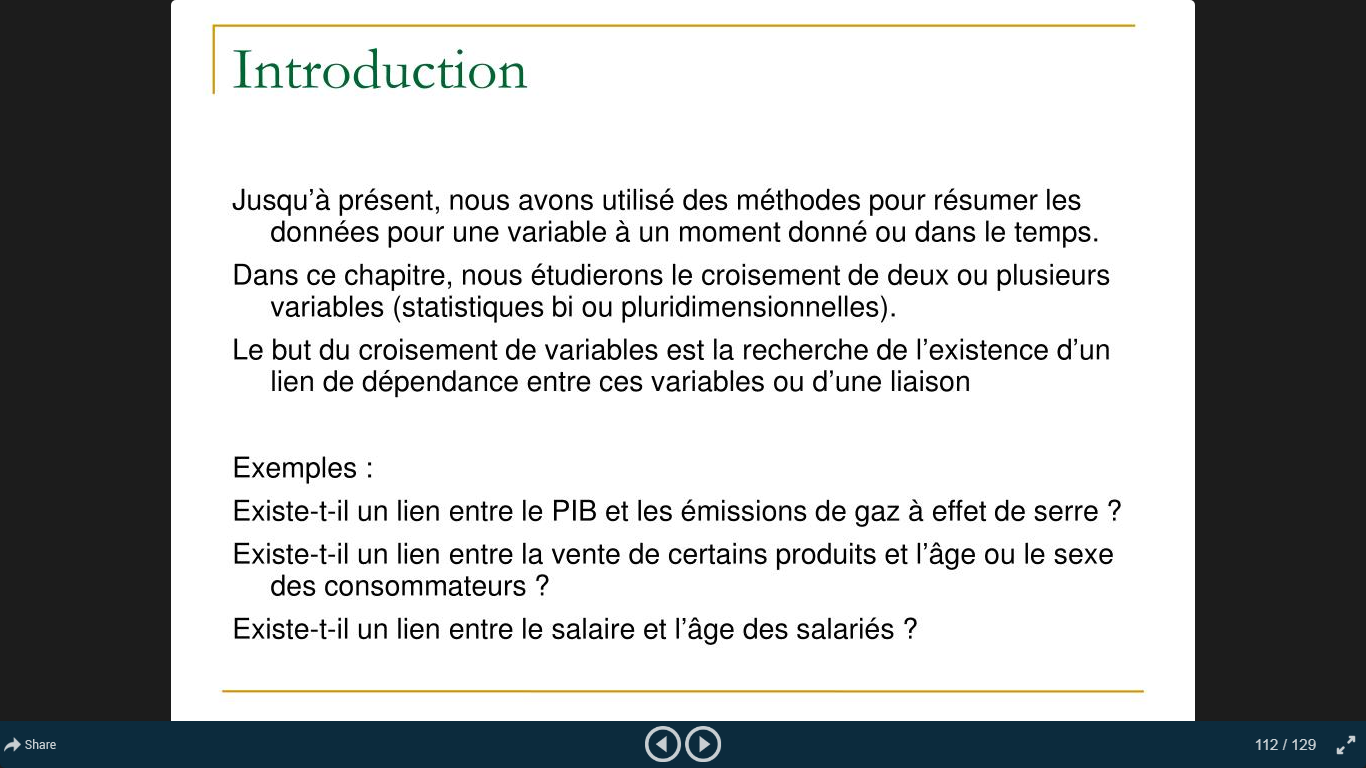 Introduction
Jusqu’à présent, nous avons utilisé des méthodes pour résumer les
données pour une variable à un moment donné ou dans le temps.
Dans ce chapitre, nous étudierons le croisement de deux ou plusieurs
variables (statistiques bi ou pluridimensionnelles).
Le but du croisement de variables est la recherche de l’existence d’un
lien de dépendance entre ces variables ou d’une liaison
Exemples :
Existe-t-il un lien entre le PIB et les émissions de gaz à effet de serre ?
Existe-t-il un lien entre la vente de certains produits et l’âge ou le sexe
des consommateurs ?
Existe-t-il un lien entre le salaire et l’âge des salariés ?
Share
112 / 129